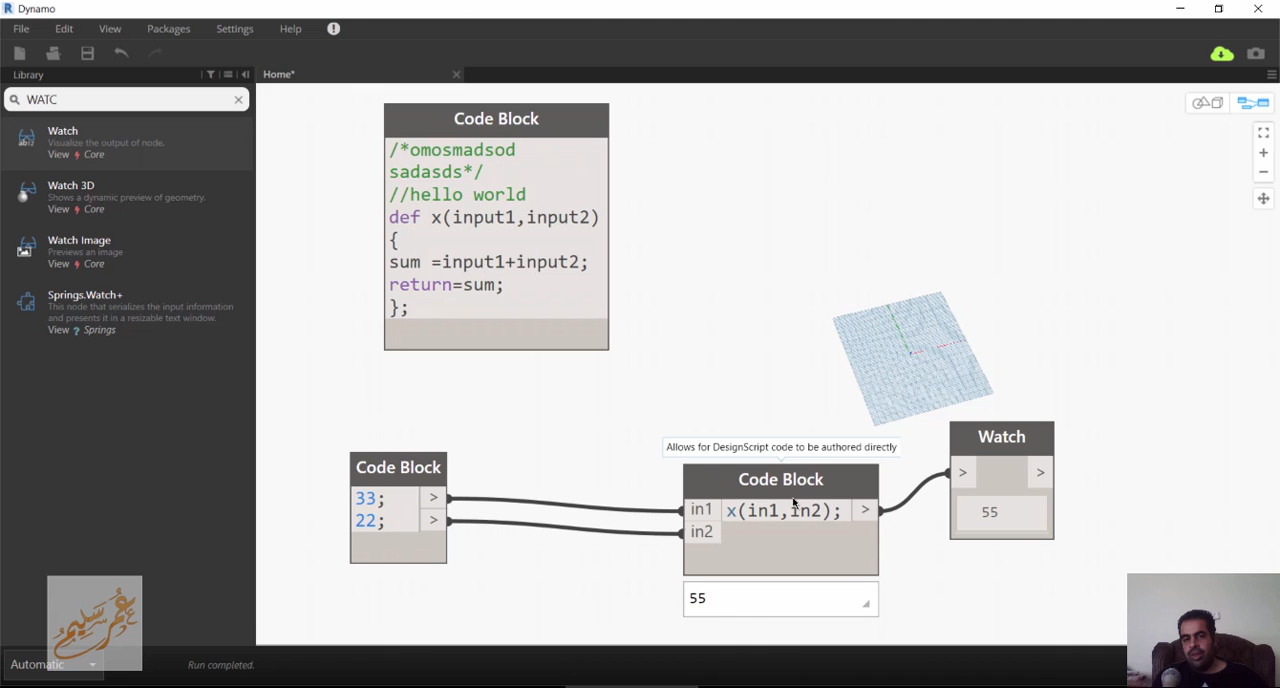 Dynamo
File Edit View Packages Settings Help
Library
Home*
WATC
Watch
Visualize the output of node.
View Core
Watch 3D
Shows a dynamic preview of geometry.
View Core
Watch Image
Previews an image
View Core
Springs.Watch+
This node that serializes the input information
and presents it in a resizable text window.
View ? Springs
Code Block
/*omosmadsod
sadasds*/
//hello world
def x(input1,input2)
{
sum =input1+input2;
return=sum;
};
Code Block
33; >
22; >
Allows for DesignScript code to be authored directly
Code Block
in1 x(in1,in2); >
in2
55
Watch
> >
55
عمر سليم
Automatic
Run completed.